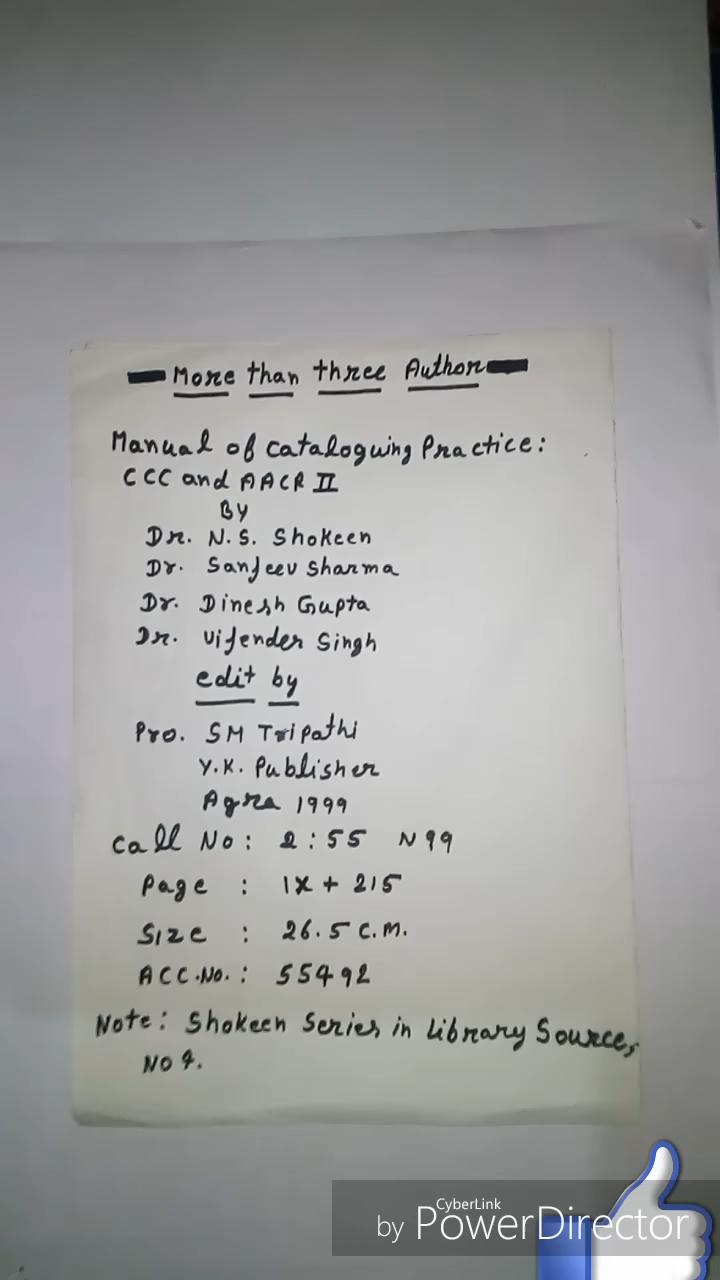 More than three Author
Manual of Cataloguing Practice:
CCC and AACR II
By
Dr. N.S. Shokeen
Dr. Sanjeev Sharma
Dr. Dinesh Gupta
Dr. Vijender Singh
edit by
Pro. SM Tripathi
Y.K. Publisher
Agra 1999
Call No: 2:55 N99
Page : IX + 215
Size : 26.5 C.M.
ACC.No.: 55492
Note: Shokeen Series in Library Source,
NO 4.
CyberLink
by PowerDirector